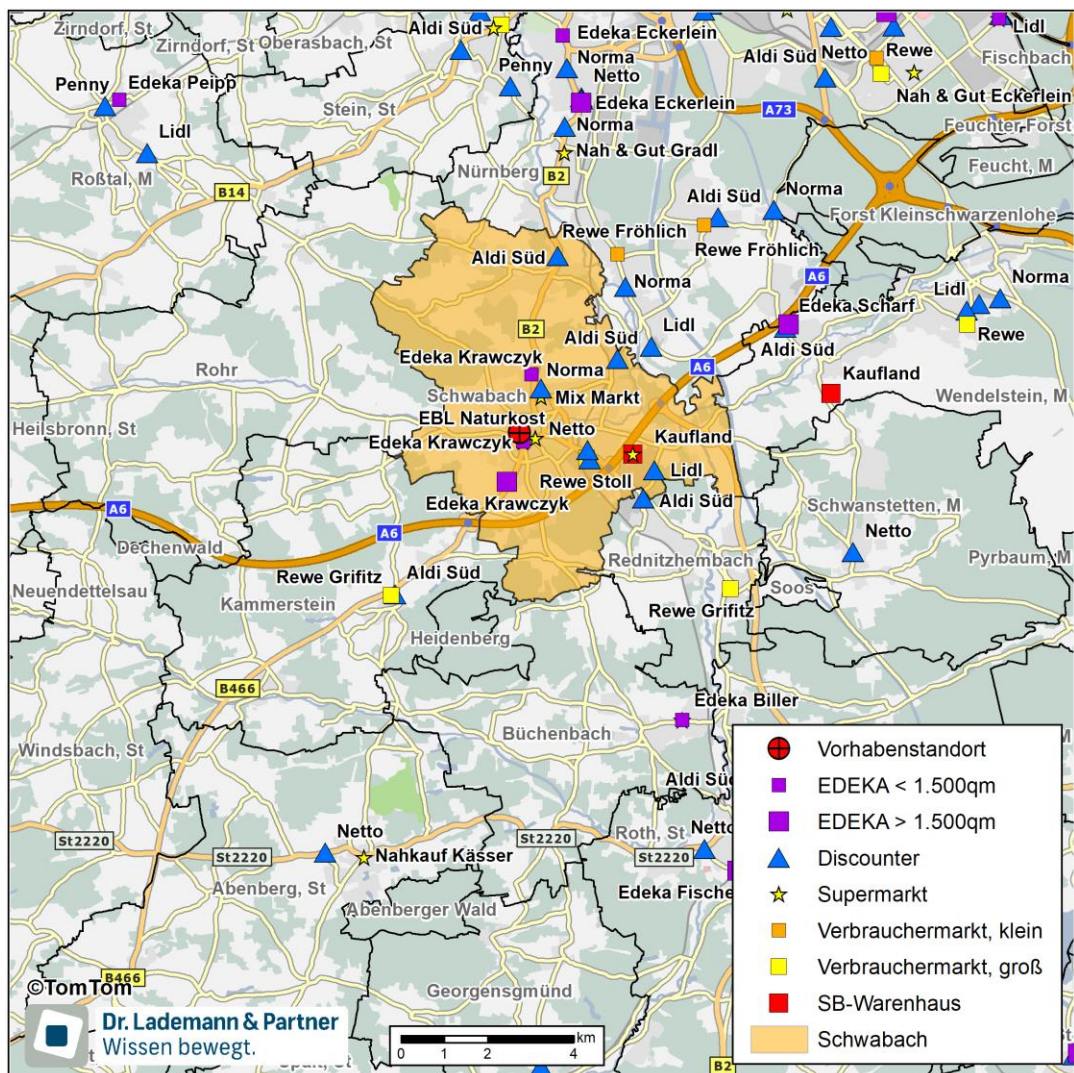 Zirndorf, St
Zirndorf, St
Oberasbach, St
Aldi Süd
Edeka Eckerlein
Lidl
Netto
Rewe
Aldi Süd
Fischbach
Penny
Edeka Peipp
Penny
Norma
Netto
Nah & Gut Eckerlein
Stein, St
Edeka Eckerlein
A73
Feuchter Forst
Lidl
Norma
Feucht, M
Roßtal, M
Nürnberg
Nah & Gut Gradl
B14
B2
Aldi Süd
Norma
Forst Kleinschwarzenlohe
Rewe Fröhlich
Rewe Fröhlich
Aldi Süd
A6
Norma
Norma
Lidl
Edeka Scharf
B2
Lidl
Rewe
Aldi Süd
Aldi Süd
Edeka Krawczyk
Rohr
Norma
A6
Kaufland
Schwabach
Mix Markt
Wendelstein, M
EBL Naturkost
Heilsbronn, St
Netto
Edeka Krawczyk
Kaufland
Lidl
Rewe Stoll
Edeka Krawczyk
Aldi Süd
Schwanstetten, M
A6
A6
Netto
Dechenwald
Rednitzhembach
Pyrbaum, M
Neuendettelsau
Rewe Grifitz
Aldi Süd
Soos
Kammerstein
Rewe Grifitz
Heidenberg
B466
Edeka Biller
Windsbach, St
Büchenbach
Aldi Süd
Netto
Roth, St
Netto
St2220
St2220
St2220
St2220
Nahkauf Kässer
Abenberg, St
Edeka Fische
Abenberger Wald
B466
©TomTom
Georgensgmünd
Dr. Lademann & Partner
Wissen bewegt.
km
0 1 2 4
Spalt, St
B2
Vorhabenstandort
EDEKA < 1.500qm
EDEKA > 1.500qm
Discounter
Supermarkt
Verbrauchermarkt, klein
Verbrauchermarkt, groß
SB-Warenhaus
Schwabach